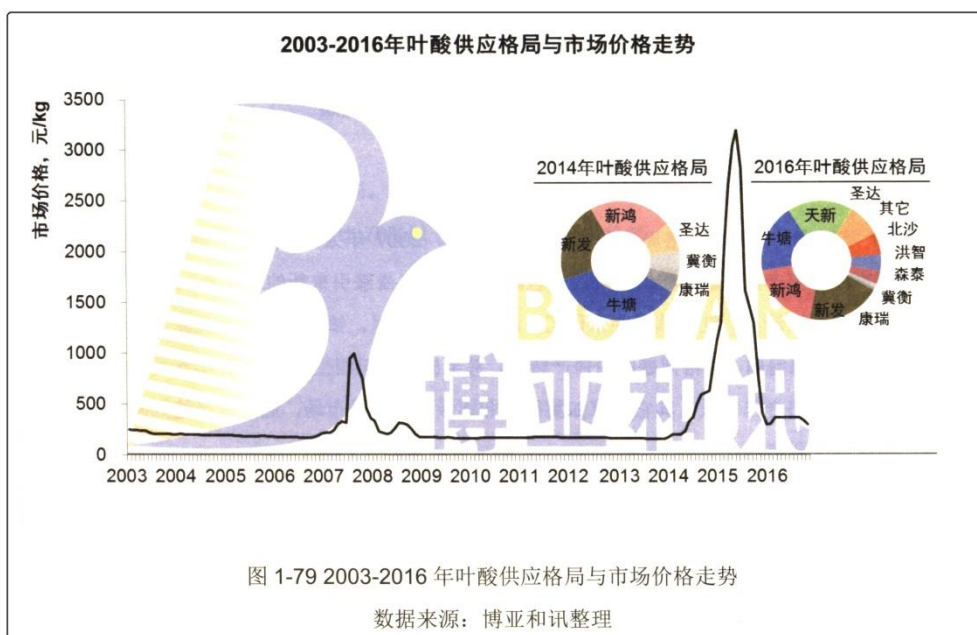 2003-2016年叶酸供应格局与市场价格走势
市场价格，元/kg
3500
3000
2500
2000
1500
1000
500
0
2003 2004 2005 2006 2007 2008 2009 2010 2011 2012 2013 2014 2015 2016
2014年叶酸供应格局
新鸿
圣达
冀衡
康瑞
牛塘
新发
2016年叶酸供应格局
天新
圣达
其它
北沙
洪智
森泰
冀衡
康瑞
新发
新鸿
牛塘
BOYAR
博亚和讯
图 1-79 2003-2016 年叶酸供应格局与市场价格走势
数据来源：博亚和讯整理